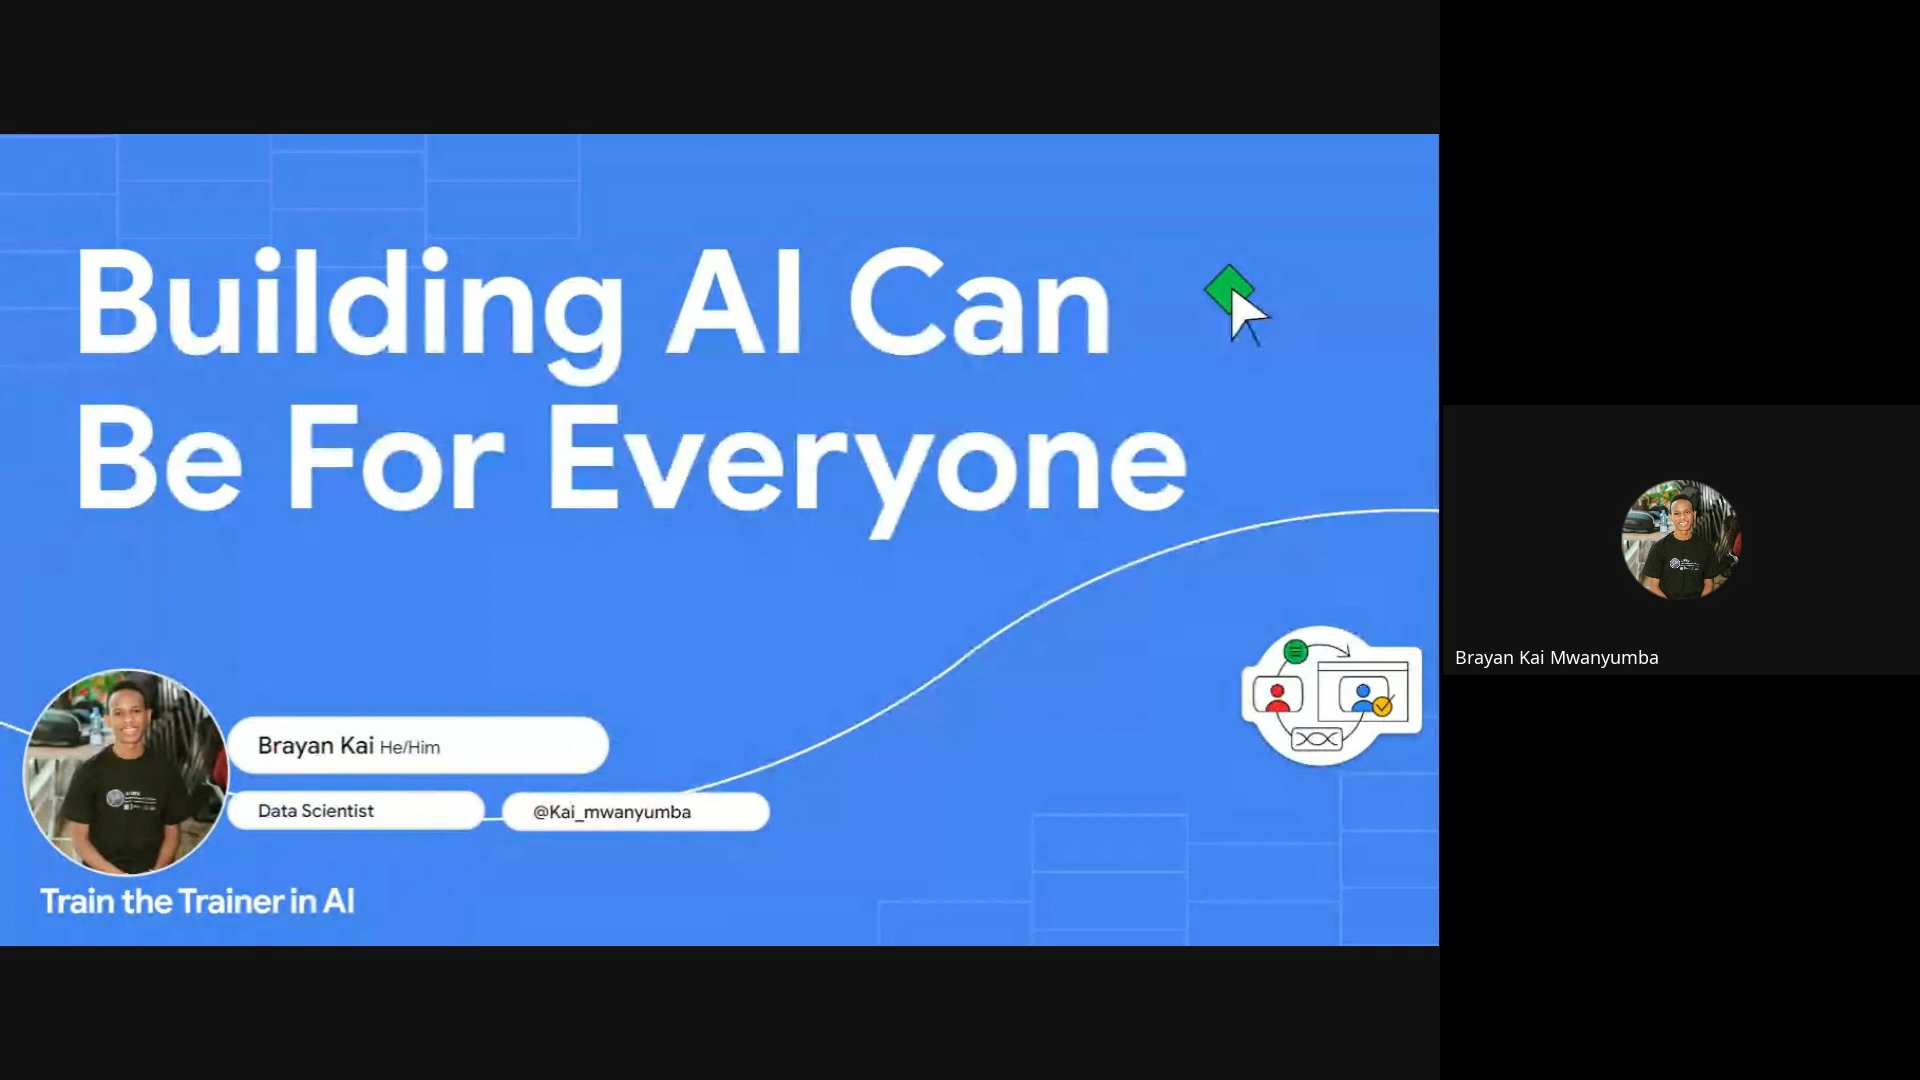 Building AI Can
Be For Everyone
Brayan Kai He/Him
Data Scientist
@Kai_mwanyumba
Train the Trainer in AI
Brayan Kai Mwanyumba